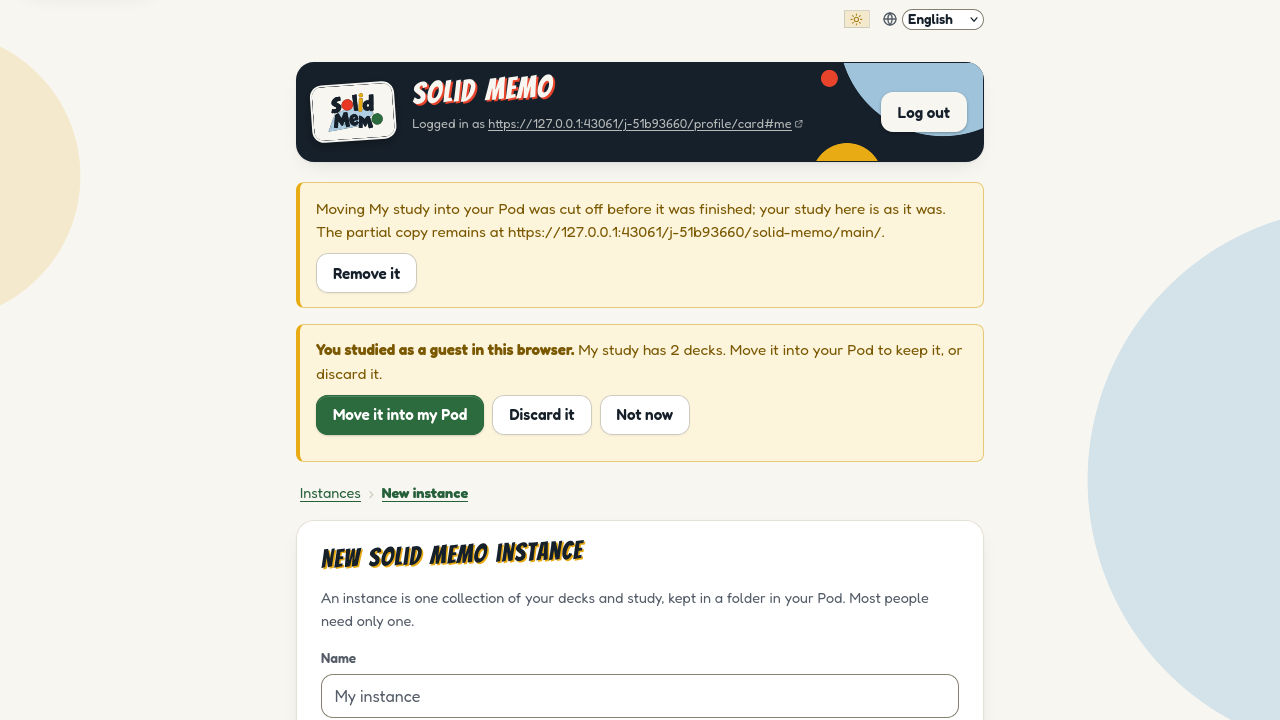 English
Solid Memo
SOLID MEMO
Logged in as https://127.0.0.1:43061/j-51b93660/profile/card#me
Log out
Moving My study into your Pod was cut off before it was finished; your study here is as it was.
The partial copy remains at https://127.0.0.1:43061/j-51b93660/solid-memo/main/.
Remove it
You studied as a guest in this browser. My study has 2 decks. Move it into your Pod to keep it, or
discard it.
Move it into my Pod
Discard it
Not now
Instances › New instance
NEW SOLID MEMO INSTANCE
An instance is one collection of your decks and study, kept in a folder in your Pod. Most people
need only one.
Name
My instance